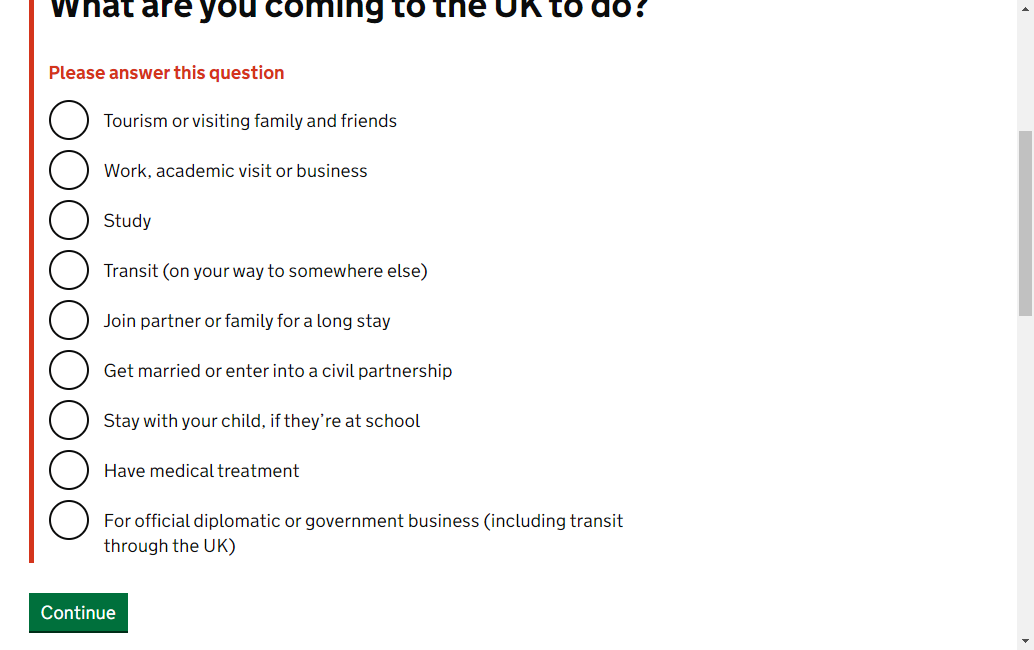 What are you coming to the UK to do?
Please answer this question
Tourism or visiting family and friends
Work, academic visit or business
Study
Transit (on your way to somewhere else)
Join partner or family for a long stay
Get married or enter into a civil partnership
Stay with your child, if they’re at school
Have medical treatment
For official diplomatic or government business (including transit
through the UK)
Continue